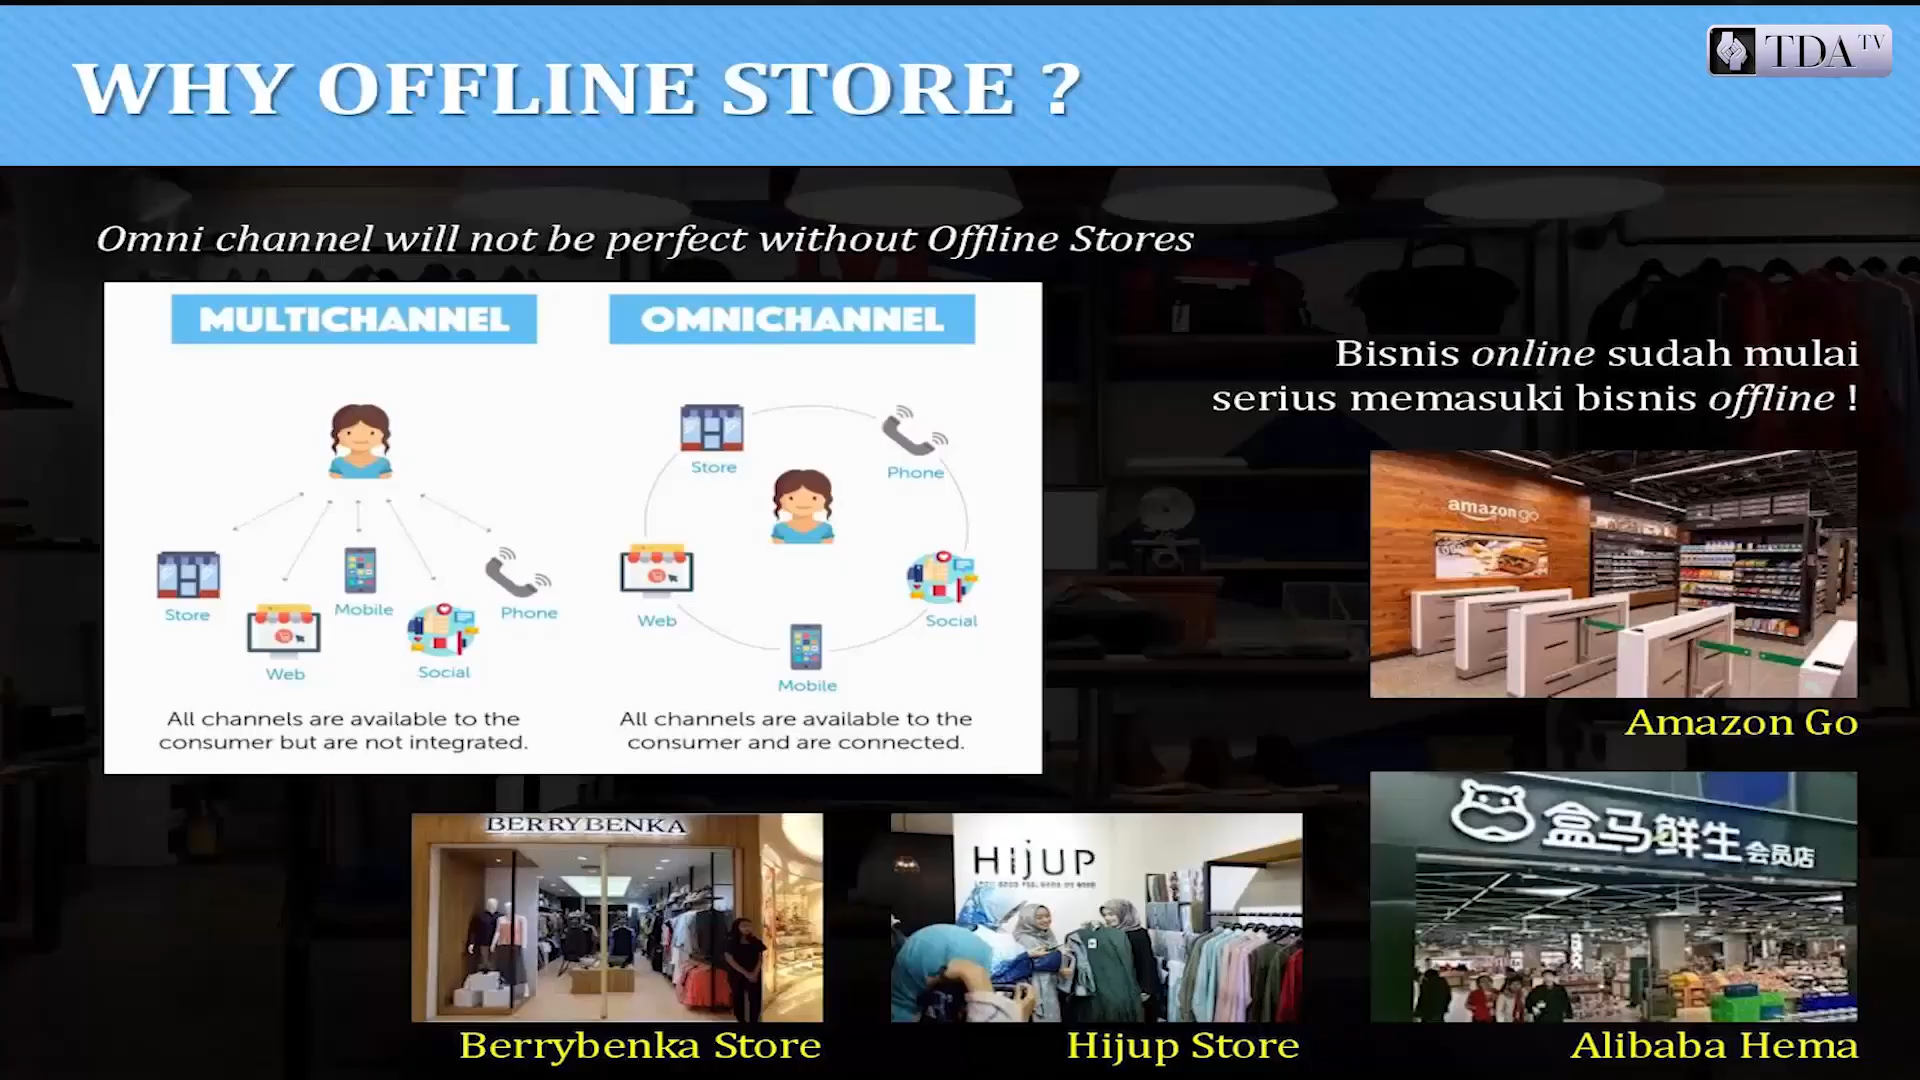 WHY OFFLINE STORE ?
TDA TV
Omni channel will not be perfect without Offline Stores
MULTICHANNEL
OMNICHANNEL
Store
Web
Mobile
Social
Phone
All channels are available to the
consumer but are not integrated.
Store
Phone
Web
Social
Mobile
All channels are available to the
consumer and are connected.
Bisnis online sudah mulai
serius memasuki bisnis offline !
amazon go
Amazon Go
BERRYBENKA
Berrybenka Store
HijUP
Hijup Store
盒马鲜生会员店
Alibaba Hema